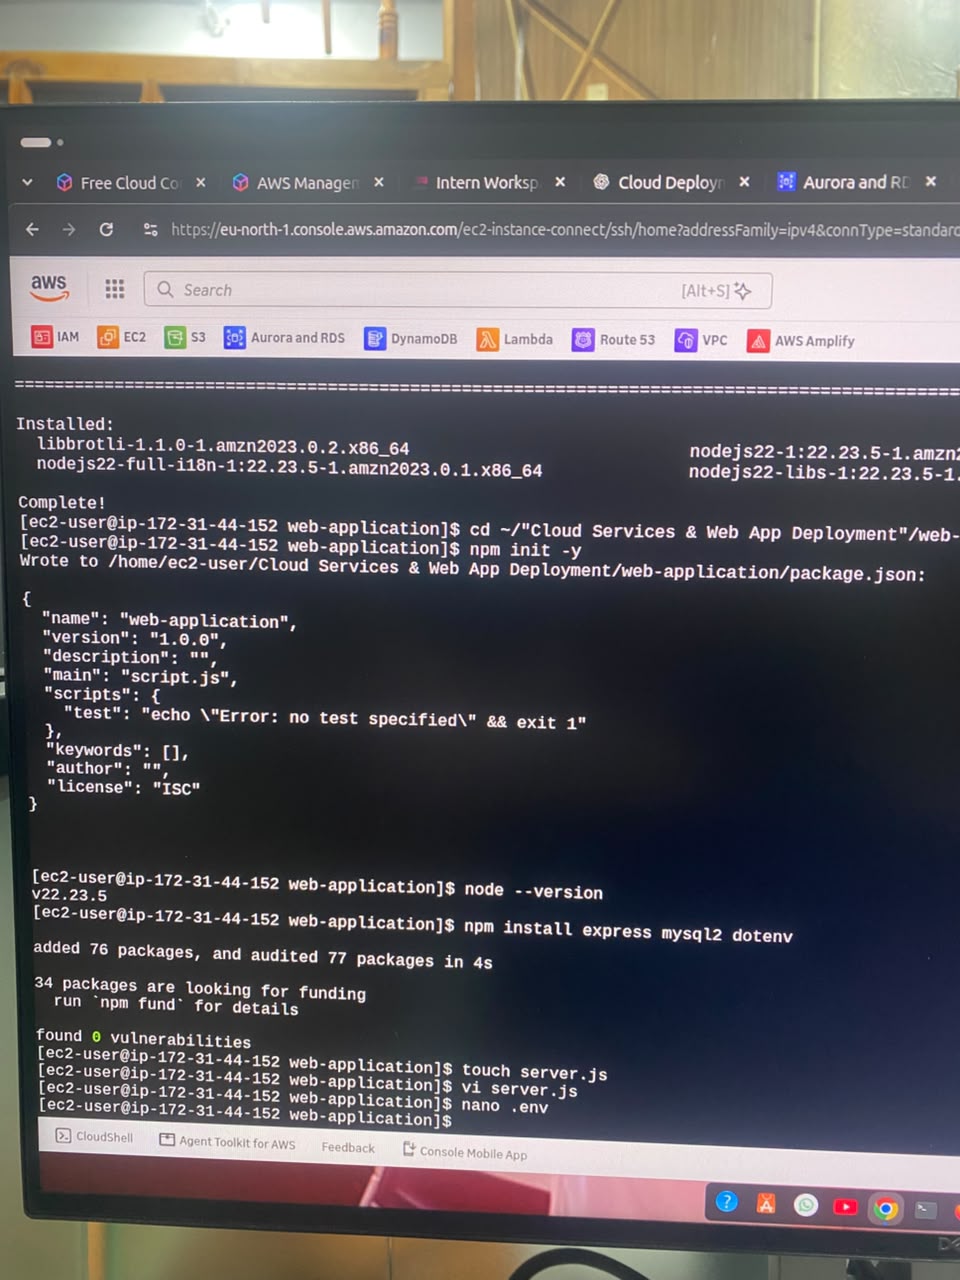 Free Cloud Co
AWS Managem
Intern Worksp
Cloud Deploym
Aurora and RD
https://eu-north-1.console.aws.amazon.com/ec2-instance-connect/ssh/home?addressFamily=ipv4&connType=standard
aws
Search
[Alt+S]
IAM
EC2
S3
Aurora and RDS
DynamoDB
Lambda
Route 53
VPC
AWS Amplify
Installed:
libbrotli-1.1.0-1.amzn2023.0.2.x86_64 nodejs22-1:22.23.5-1.amzn2
nodejs22-full-i18n-1:22.23.5-1.amzn2023.0.1.x86_64 nodejs22-libs-1:22.23.5-1.
Complete!
[ec2-user@ip-172-31-44-152 web-application]$ cd ~/"Cloud Services & Web App Deployment"/web-
[ec2-user@ip-172-31-44-152 web-application]$ npm init -y
Wrote to /home/ec2-user/Cloud Services & Web App Deployment/web-application/package.json:
{
"name": "web-application",
"version": "1.0.0",
"description": "",
"main": "script.js",
"scripts": {
"test": "echo \"Error: no test specified\" && exit 1"
},
"keywords": [],
"author": "",
"license": "ISC"
}
[ec2-user@ip-172-31-44-152 web-application]$ node --version
v22.23.5
[ec2-user@ip-172-31-44-152 web-application]$ npm install express mysql2 dotenv
added 76 packages, and audited 77 packages in 4s
34 packages are looking for funding
run `npm fund` for details
found 0 vulnerabilities
[ec2-user@ip-172-31-44-152 web-application]$ touch server.js
[ec2-user@ip-172-31-44-152 web-application]$ vi server.js
[ec2-user@ip-172-31-44-152 web-application]$ nano .env
[ec2-user@ip-172-31-44-152 web-application]$
CloudShell
Agent Toolkit for AWS
Feedback
Console Mobile App